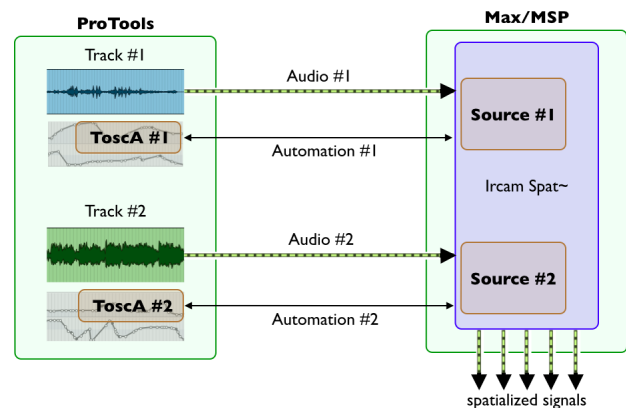 ProTools
Max/MSP
Track #1
Audio #1
Source #1
ToscA #1
Automation #1
Ircam Spat~
Track #2
Audio #2
Source #2
ToscA #2
Automation #2
spatialized signals